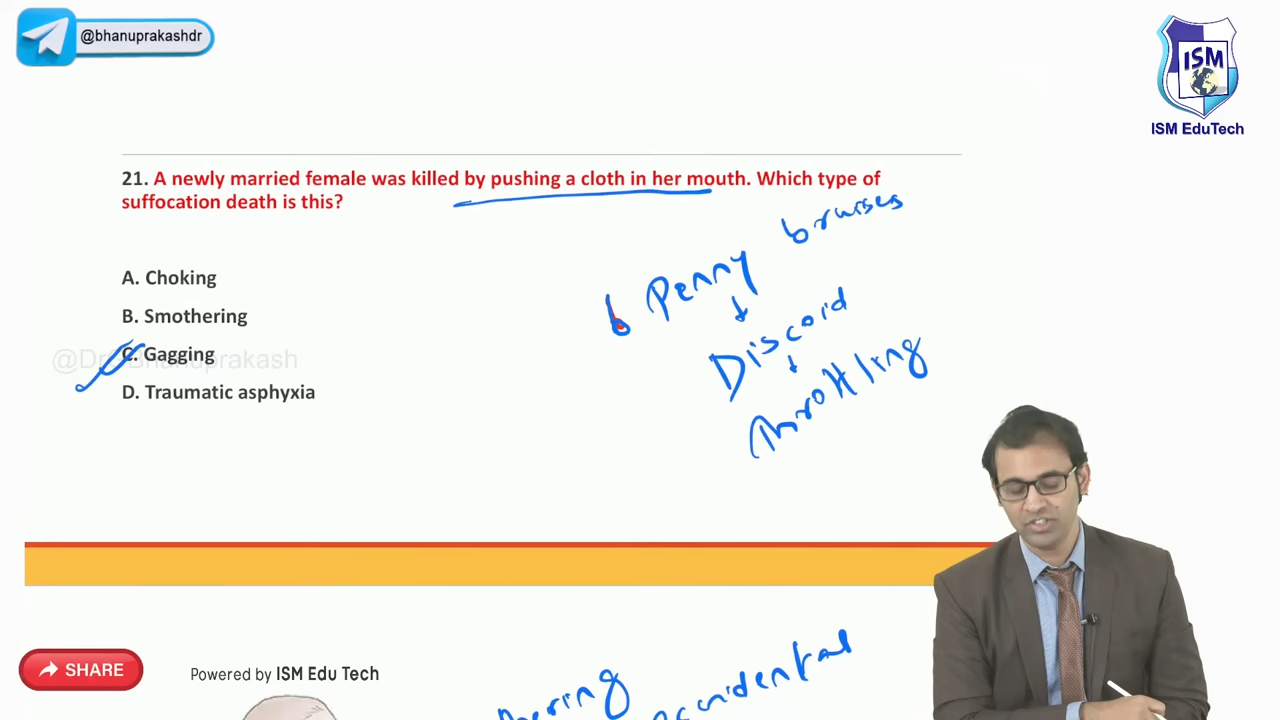 @bhanuprakashdr
ISM
ISM EduTech
21. A newly married female was killed by pushing a cloth in her mouth. Which type of
suffocation death is this?
bruises
Penny
Discoid
Throttling
A. Choking
B. Smothering
C. Gagging
D. Traumatic asphyxia
SHARE
Powered by ISM Edu Tech